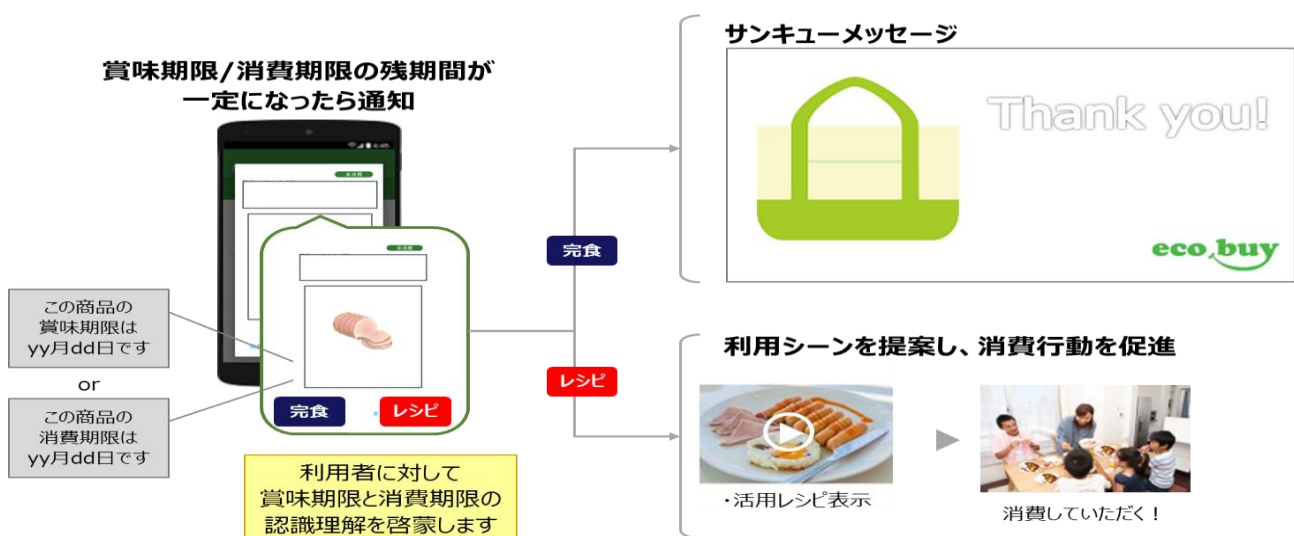 賞味期限/消費期限の残期間が
一定になったら通知
この商品の
賞味期限は
yy月dd日です
or
この商品の
消費期限は
yy月dd日です
未消費
完食
レシピ
利用者に対して
賞味期限と消費期限の
認識理解を啓蒙します
完食
レシピ
サンキューメッセージ
Thank you!
eco buy
利用シーンを提案し、消費行動を促進
・活用レシピ表示
消費していただく！